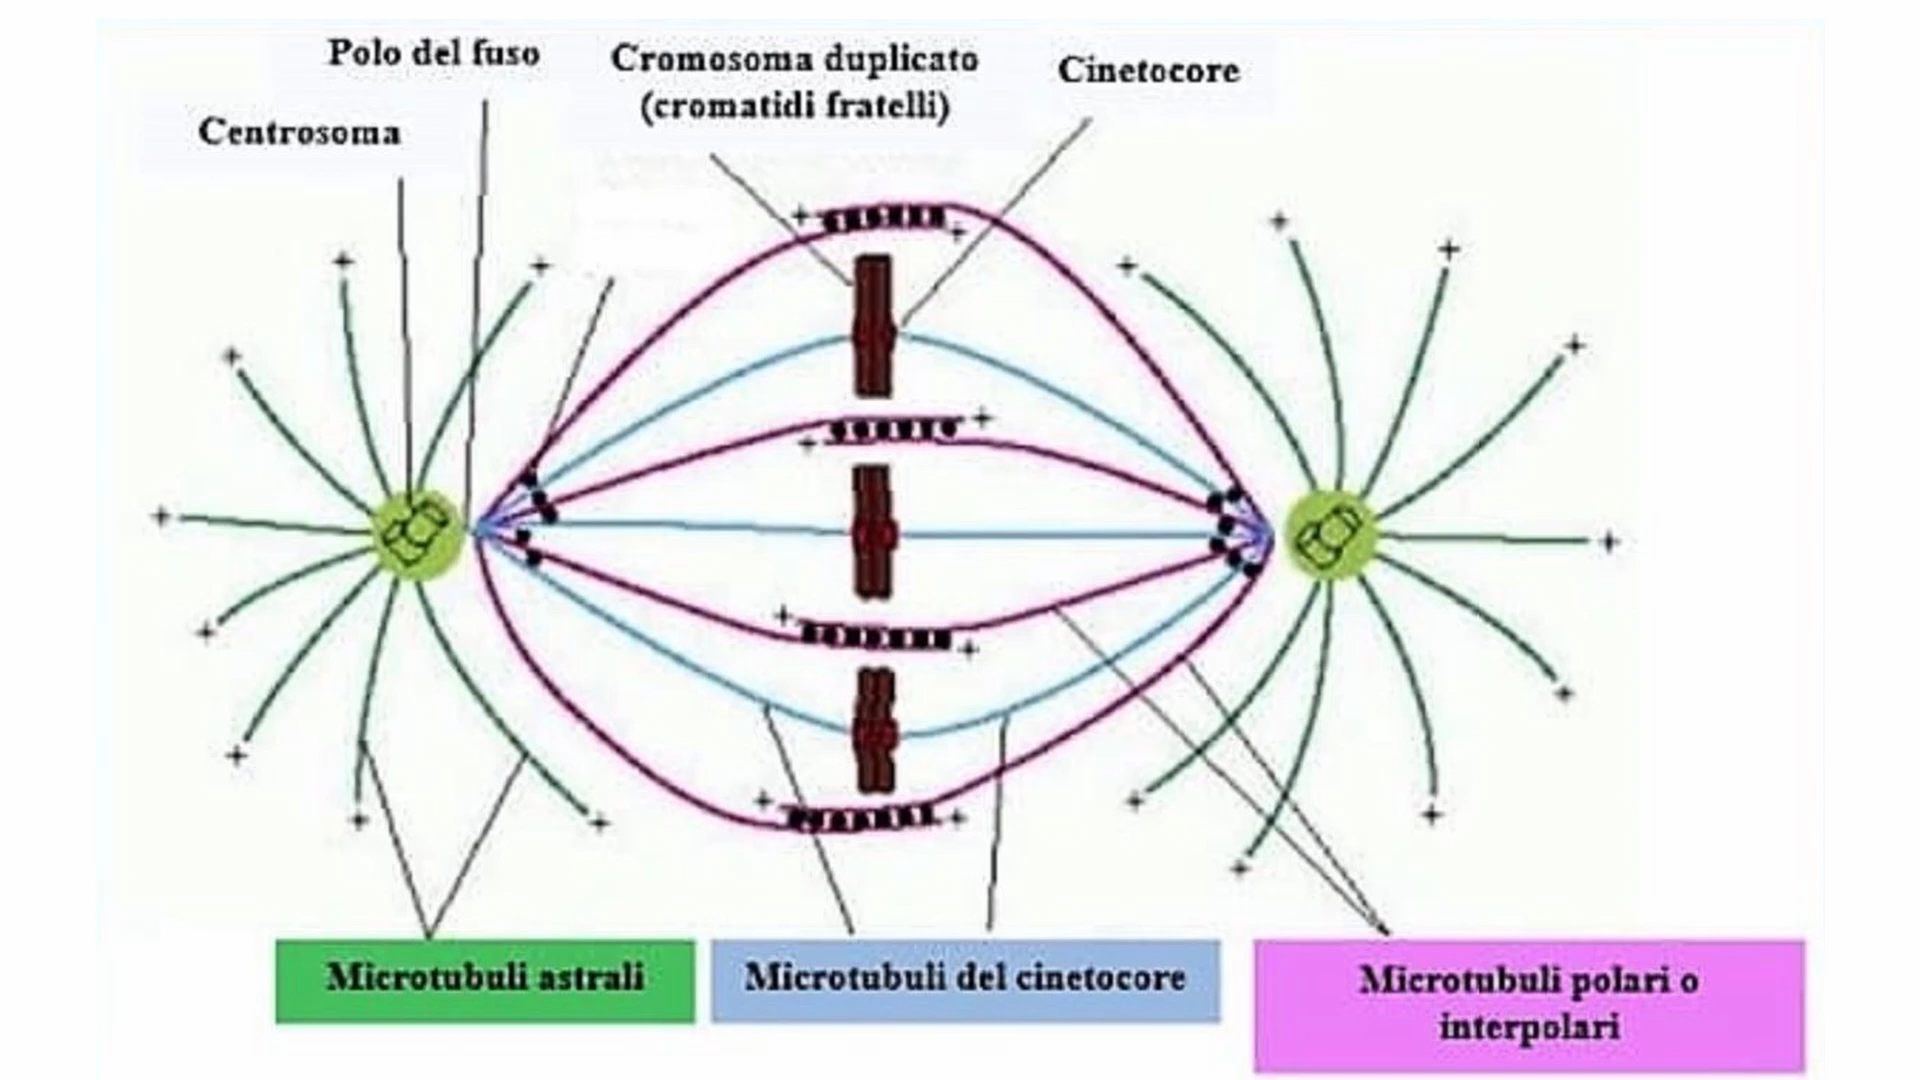 Polo del fuso
Cromosoma duplicato
(cromatidi fratelli)
Cinetocore
Centrosoma
Microtubuli astrali
Microtubuli del cinetocore
Microtubuli polari o
interpolari